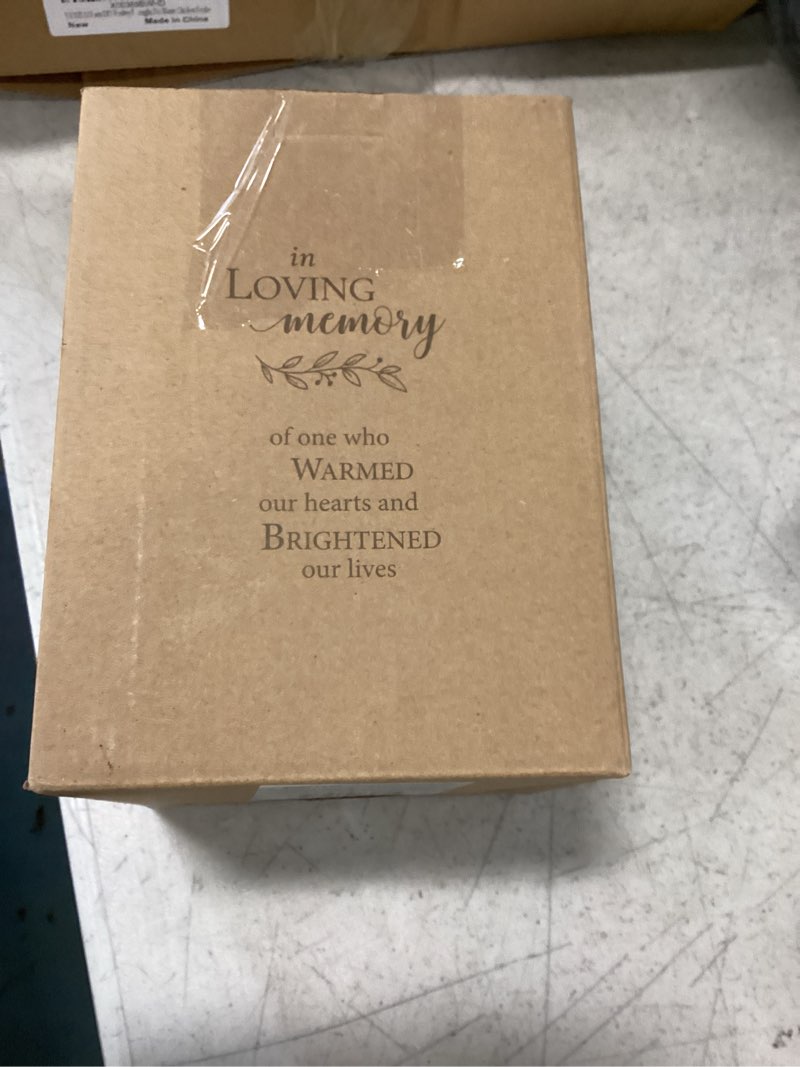 New
Made in China
in
LOVING
memory
of one who
WARMED
our hearts and
BRIGHTENED
our lives